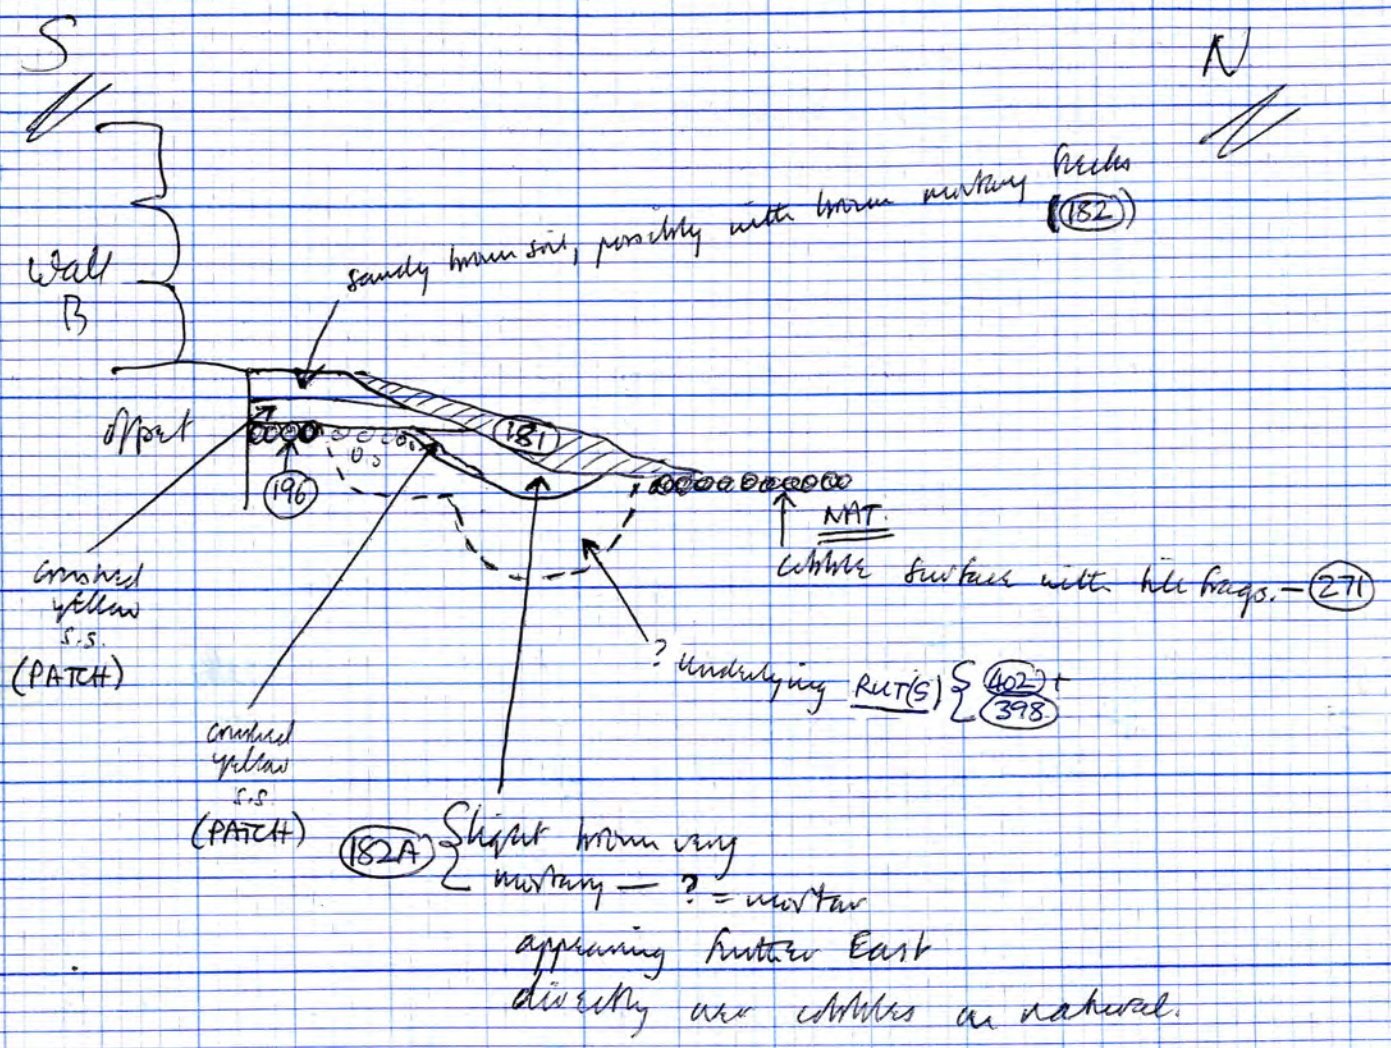 S
N
sandy brown soil, possibly with brown mortary flecks
(182)
Wall
B
offset
181
196
NAT.
cobble surface with tile frags. - 271
crushed
yellow
s.s.
(PATCH)
? underlying RUT(S) { 402 +
398
crushed
yellow
s.s.
(PATCH)
182A { Slight brown very
mortary — ? = mortar
appearing further East
directly over cobbles on natural.